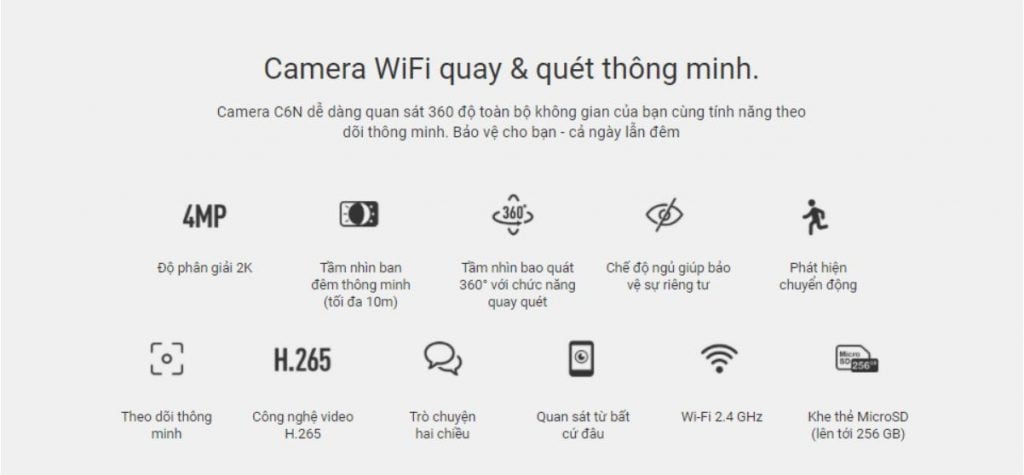 Camera WiFi quay & quét thông minh.
Camera C6N dễ dàng quan sát 360 độ toàn bộ không gian của bạn cùng tính năng theo
dõi thông minh. Bảo vệ cho bạn - cả ngày lẫn đêm
4MP
Độ phân giải 2K
Tầm nhìn ban
đêm thông minh
(tối đa 10m)
360°
Tầm nhìn bao quát
360° với chức năng
quay quét
Chế độ ngủ giúp bảo
vệ sự riêng tư
Phát hiện
chuyển động
Theo dõi thông
minh
H.265
Công nghệ video
H.265
Trò chuyện
hai chiều
Quan sát từ bất
cứ đâu
Wi-Fi 2.4 GHz
Micro
SD
256GB
Khe thẻ MicroSD
(lên tới 256 GB)